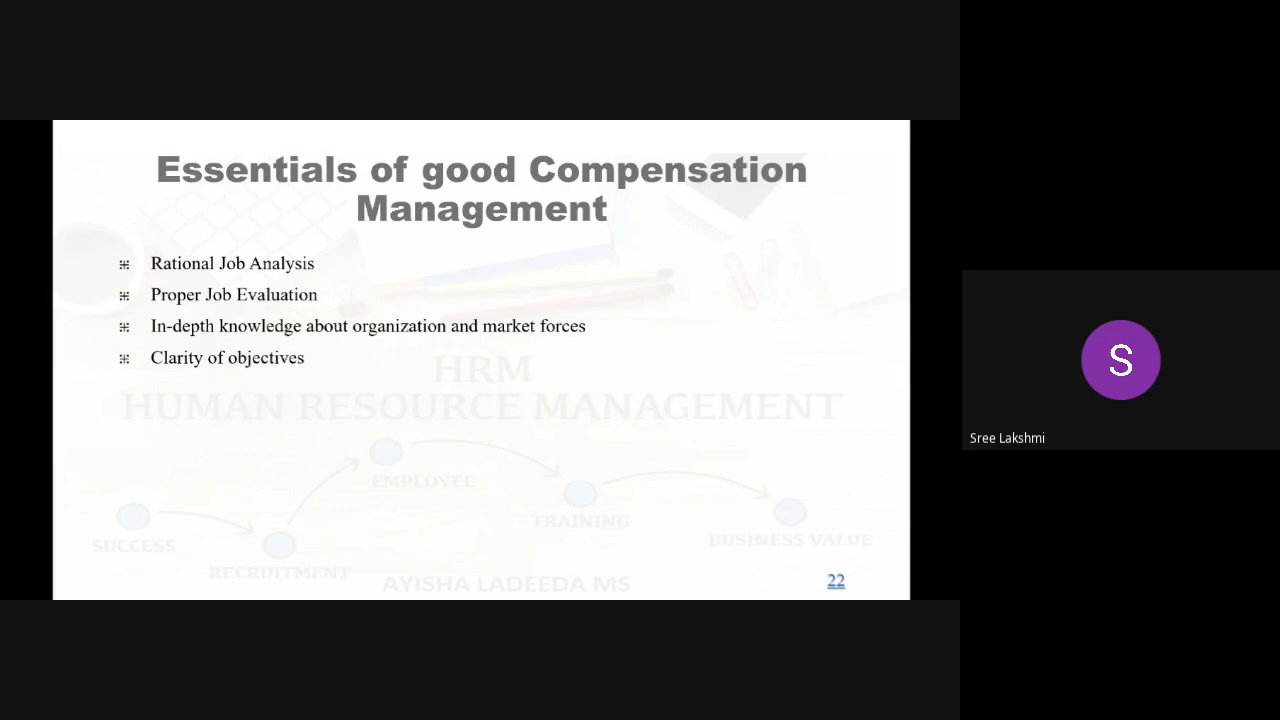 Essentials of good Compensation
Management
Rational Job Analysis
Proper Job Evaluation
In-depth knowledge about organization and market forces
Clarity of objectives
HRM
HUMAN RESOURCE MANAGEMENT
EMPLOYEE
TRAINING
SUCCESS
BUSINESS VALUE
RECRUITMENT
AYISHA LADEEDA MS
22
S
Sree Lakshmi